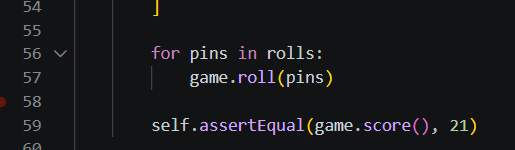 54 ]
55
56 for pins in rolls:
57 game.roll(pins)
58
59 self.assertEqual(game.score(), 21)
60